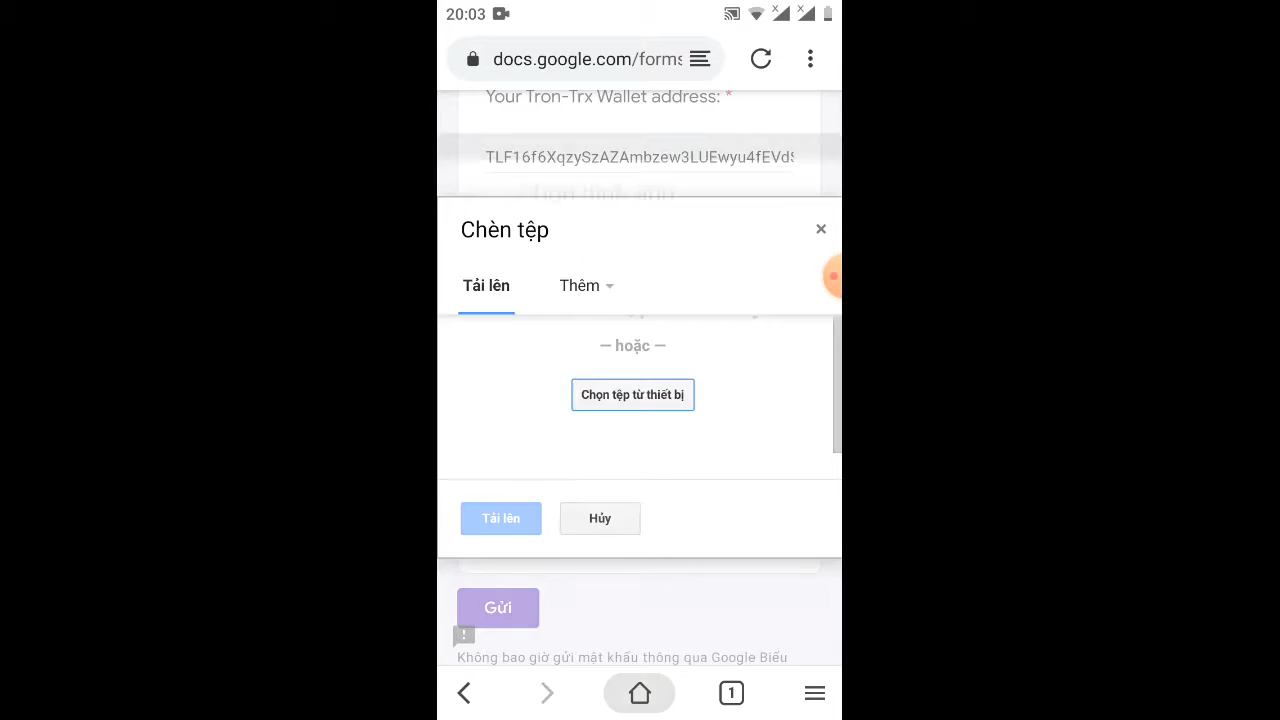 20:03
docs.google.com/forms
Your Tron-Trx Wallet address: *
TLF16f6XqzySzAZAmbzew3LUEwyu4fEVdS
Chèn tệp
×
Tải lên Thêm
— hoặc —
Chọn tệp từ thiết bị
Tải lên Hủy
Gửi
!
Không bao giờ gửi mật khẩu thông qua Google Biểu
1